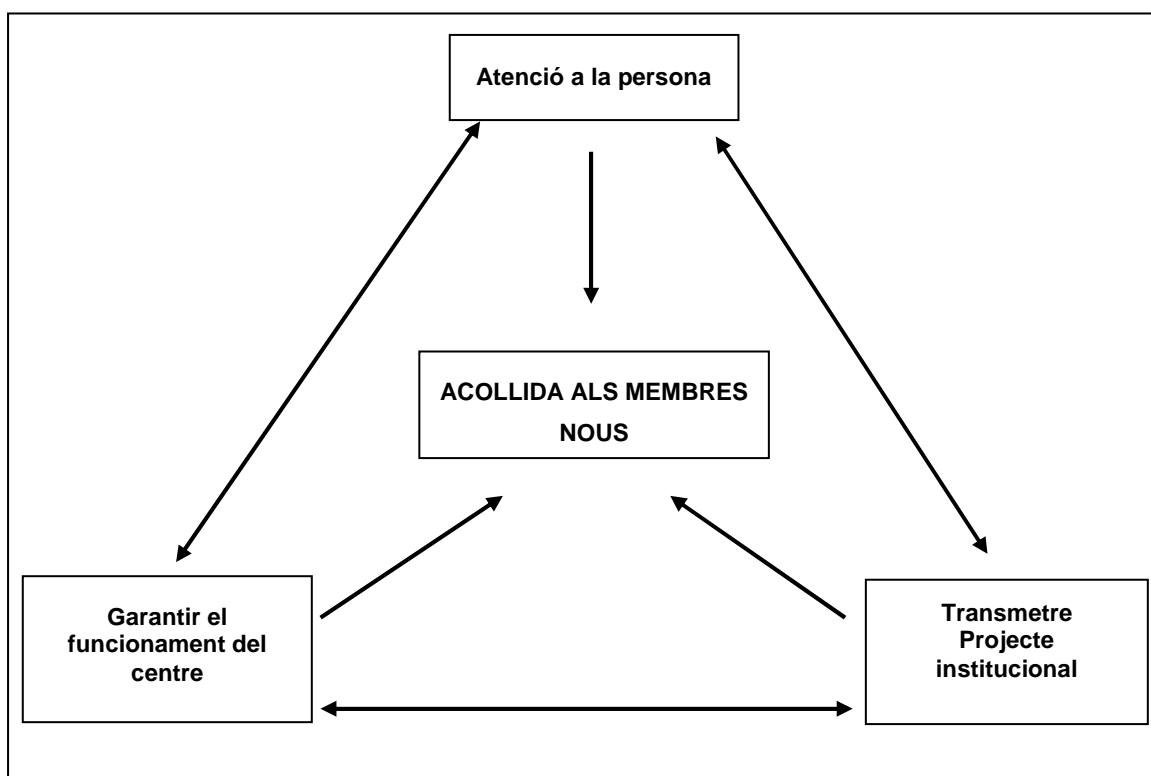 Atenció a la persona
ACOLLIDA ALS MEMBRES
NOUS
Garantir el
funcionament del
centre
Transmetre
Projecte
institucional